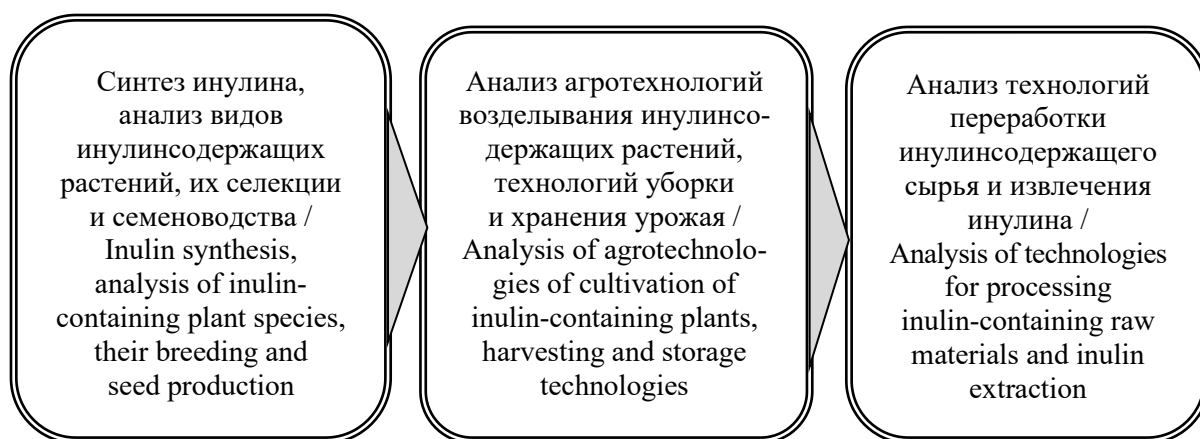 Синтез инулина,
анализ видов
инулинсодержащих
растений, их селекции
и семеноводства /
Inulin synthesis,
analysis of inulin-
containing plant species,
their breeding and
seed production
Анализ агротехнологий
возделывания инулинсо-
держащих растений,
технологий уборки
и хранения урожая /
Analysis of agrotechnolo-
gies of cultivation of
inulin-containing plants,
harvesting and storage
technologies
Анализ технологий
переработки
инулинсодержащего
сырья и извлечения
инулина /
Analysis of technologies
for processing
inulin-containing raw
materials and inulin
extraction